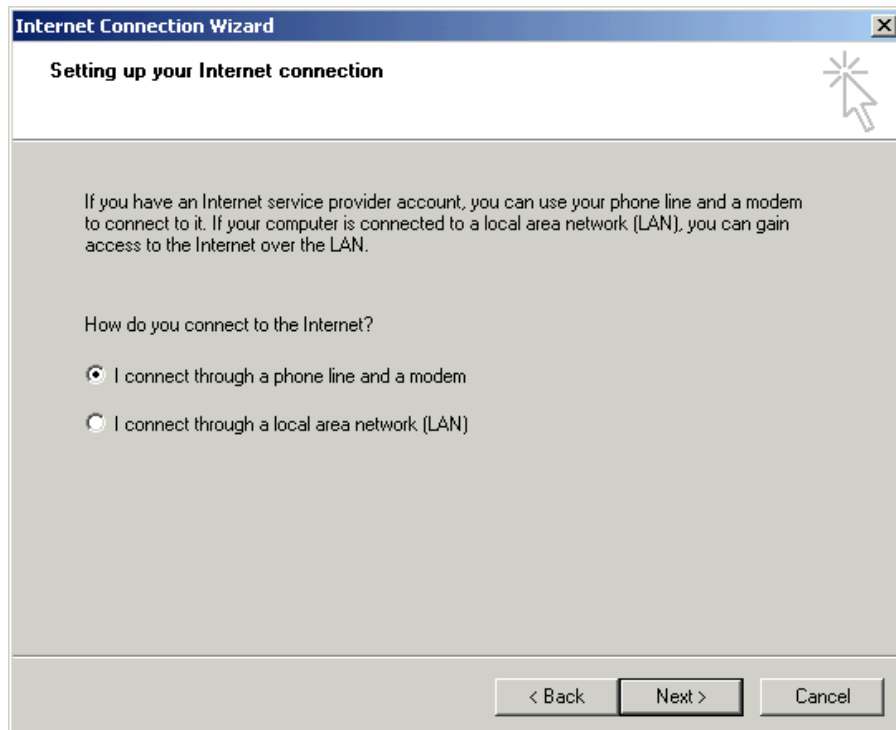 Internet Connection Wizard
Setting up your Internet connection
If you have an Internet service provider account, you can use your phone line and a modem
to connect to it. If your computer is connected to a local area network (LAN), you can gain
access to the Internet over the LAN.
How do you connect to the Internet?
I connect through a phone line and a modem
I connect through a local area network (LAN)
< Back Next > Cancel